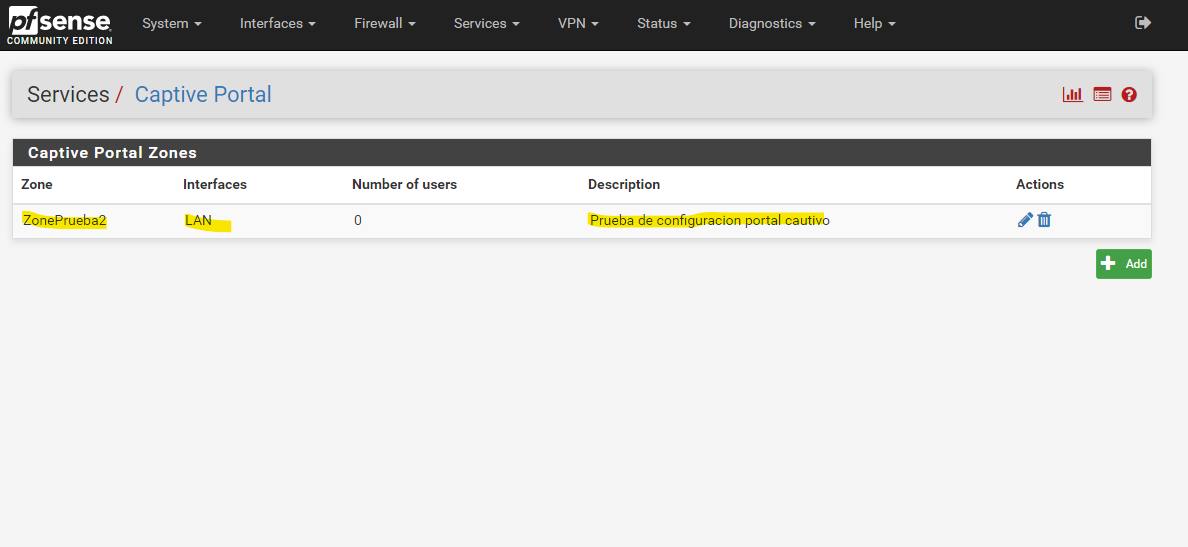 pfsense COMMUNITY EDITION System Interfaces Firewall Services VPN Status Diagnostics Help
Services / Captive Portal
Captive Portal Zones
Zone Interfaces Number of users Description Actions
ZonePrueba2 LAN 0 Prueba de configuracion portal cautivo
Add